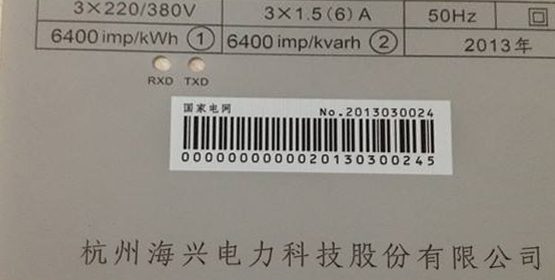 3×220/380V 3×1.5(6)A 50Hz
6400 imp/kWh ① 6400 imp/kvarh ② 2013年
RXD TXD
国家电网 No.2013030024
0000000000020130300245
杭州海兴电力科技股份有限公司